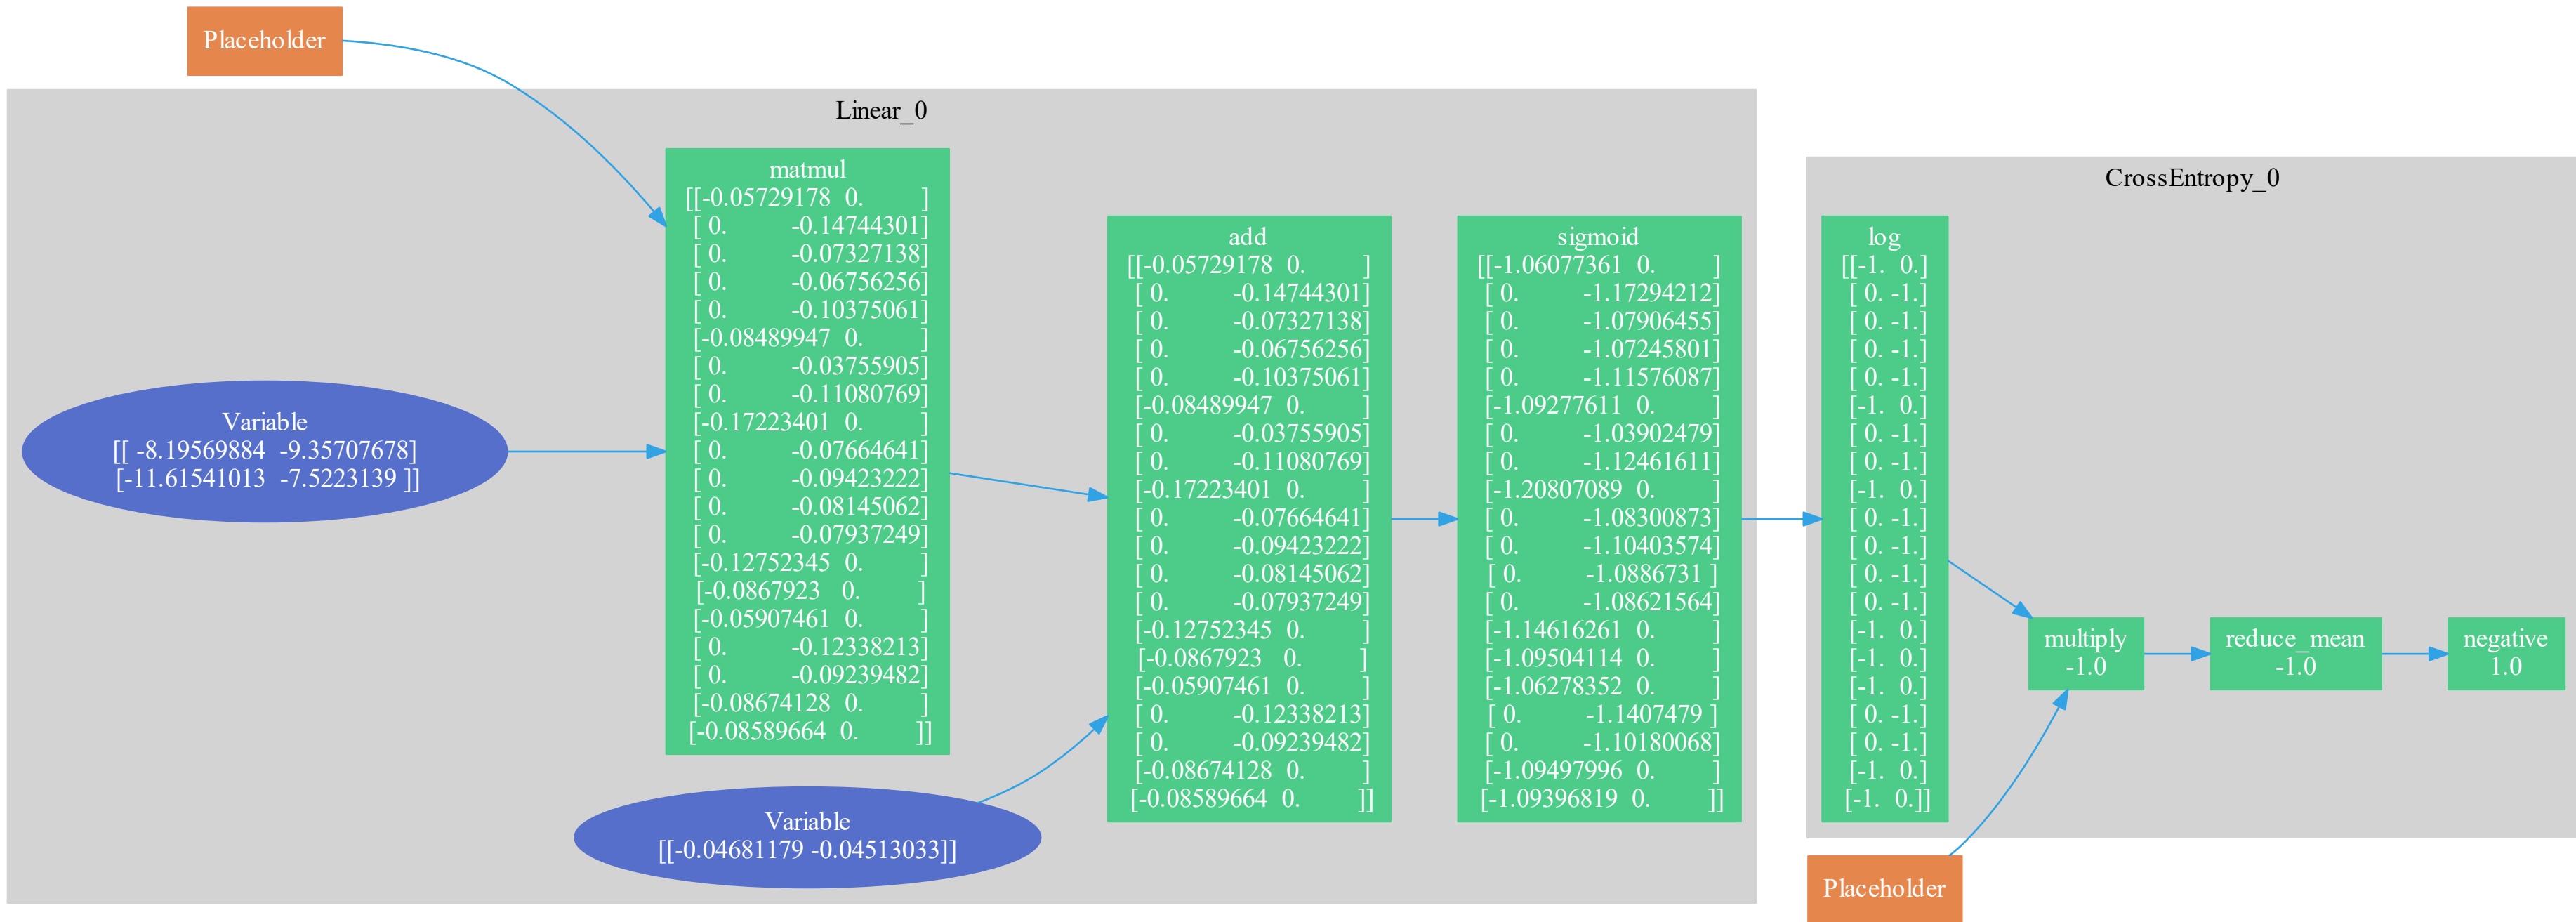 Placeholder
Linear_0
matmul
[[-0.05729178 0. ]
[ 0. -0.14744301]
[ 0. -0.07327138]
[ 0. -0.06756256]
[ 0. -0.10375061]
[-0.08489947 0. ]
[ 0. -0.03755905]
[ 0. -0.11080769]
[-0.17223401 0. ]
[ 0. -0.07664641]
[ 0. -0.09423222]
[ 0. -0.08145062]
[ 0. -0.07937249]
[-0.12752345 0. ]
[-0.0867923 0. ]
[-0.05907461 0. ]
[ 0. -0.12338213]
[ 0. -0.09239482]
[-0.08674128 0. ]
[-0.08589664 0. ]]
Variable
[[ -8.19569884 -9.35707678]
[-11.61541013 -7.5223139 ]]
Variable
[[-0.04681179 -0.04513033]]
add
[[-0.05729178 0. ]
[ 0. -0.14744301]
[ 0. -0.07327138]
[ 0. -0.06756256]
[ 0. -0.10375061]
[-0.08489947 0. ]
[ 0. -0.03755905]
[ 0. -0.11080769]
[-0.17223401 0. ]
[ 0. -0.07664641]
[ 0. -0.09423222]
[ 0. -0.08145062]
[ 0. -0.07937249]
[-0.12752345 0. ]
[-0.0867923 0. ]
[-0.05907461 0. ]
[ 0. -0.12338213]
[ 0. -0.09239482]
[-0.08674128 0. ]
[-0.08589664 0. ]]
sigmoid
[[-1.06077361 0. ]
[ 0. -1.17294212]
[ 0. -1.07906455]
[ 0. -1.07245801]
[ 0. -1.11576087]
[-1.09277611 0. ]
[ 0. -1.03902479]
[ 0. -1.12461611]
[-1.20807089 0. ]
[ 0. -1.08300873]
[ 0. -1.10403574]
[ 0. -1.0886731 ]
[ 0. -1.08621564]
[-1.14616261 0. ]
[-1.09504114 0. ]
[-1.06278352 0. ]
[ 0. -1.1407479 ]
[ 0. -1.10180068]
[-1.09497996 0. ]
[-1.09396819 0. ]]
CrossEntropy_0
log
[[-1. 0.]
[ 0. -1.]
[ 0. -1.]
[ 0. -1.]
[ 0. -1.]
[-1. 0.]
[ 0. -1.]
[ 0. -1.]
[-1. 0.]
[ 0. -1.]
[ 0. -1.]
[ 0. -1.]
[ 0. -1.]
[-1. 0.]
[-1. 0.]
[-1. 0.]
[ 0. -1.]
[ 0. -1.]
[-1. 0.]
[-1. 0.]]
multiply
-1.0
reduce_mean
-1.0
negative
1.0
Placeholder